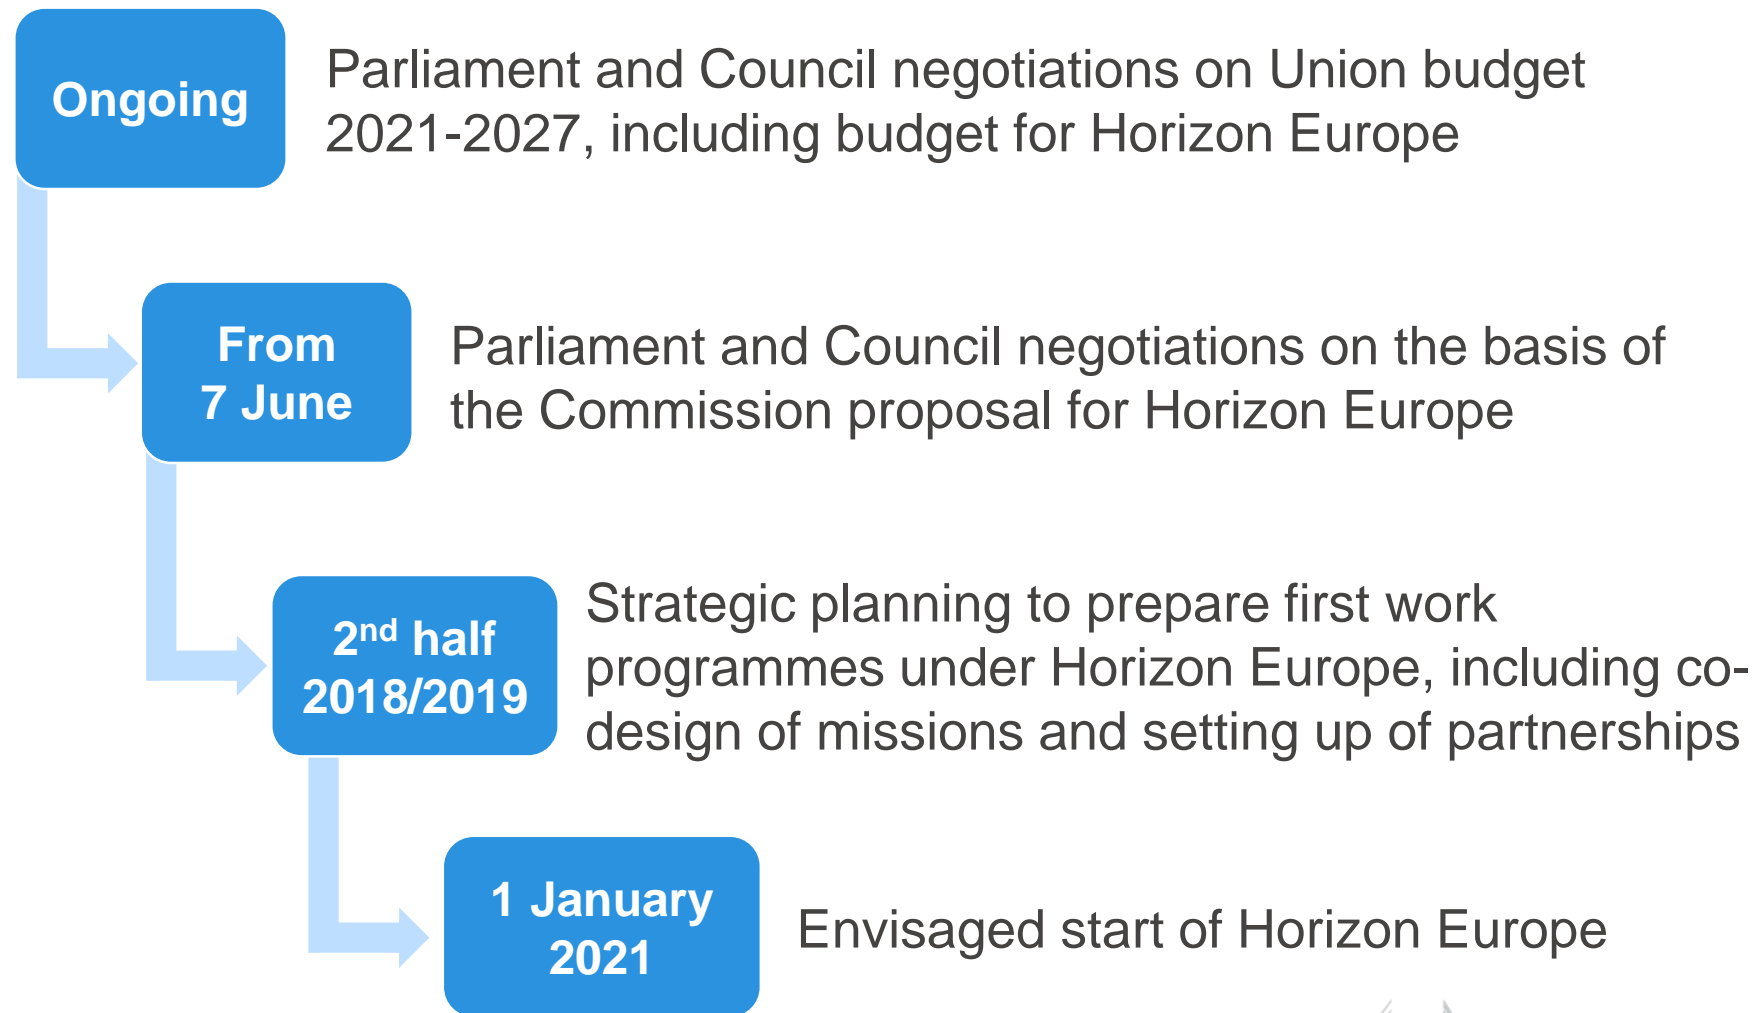 Ongoing
Parliament and Council negotiations on Union budget
2021-2027, including budget for Horizon Europe
From
7 June
Parliament and Council negotiations on the basis of
the Commission proposal for Horizon Europe
2nd half
2018/2019
Strategic planning to prepare first work
programmes under Horizon Europe, including co-
design of missions and setting up of partnerships
1 January
2021
Envisaged start of Horizon Europe